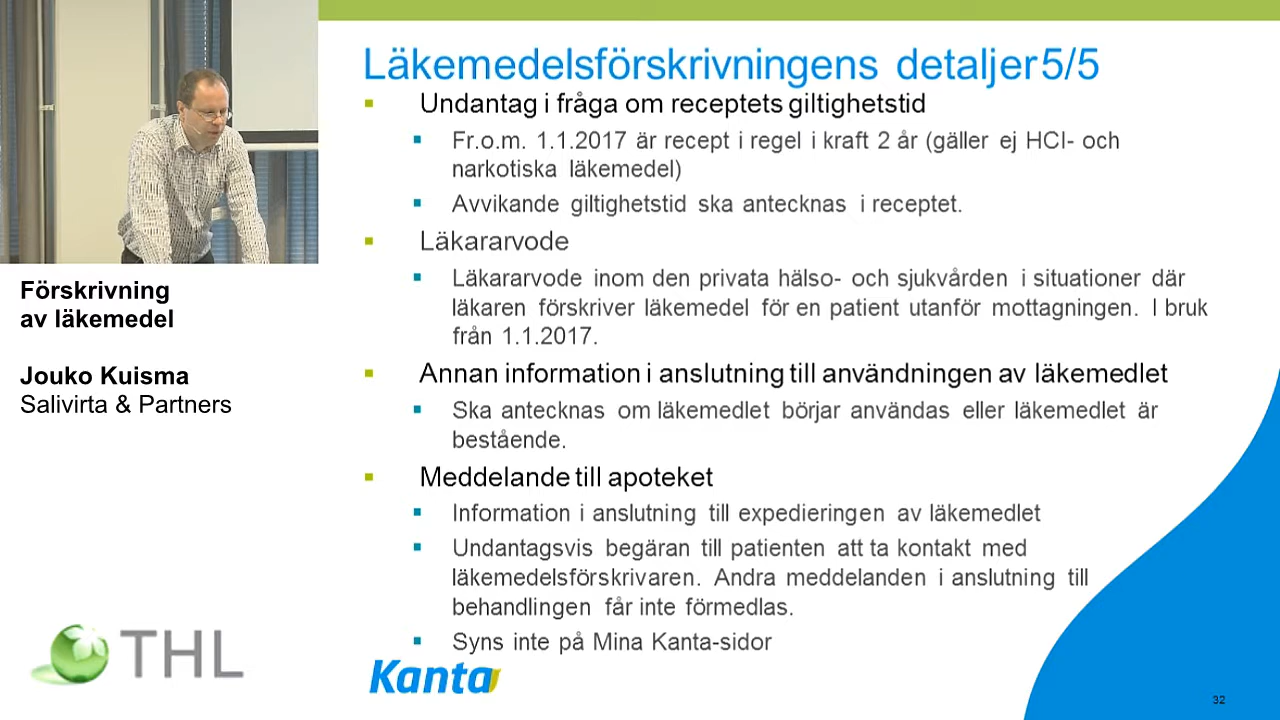 Läkemedelsförskrivningens detaljer 5/5
Undantag i fråga om receptets giltighetstid
Fr.o.m. 1.1.2017 är recept i regel i kraft 2 år (gäller ej HCI- och
narkotiska läkemedel)
Avvikande giltighetstid ska antecknas i receptet.
Läkararvode
Läkararvode inom den privata hälso- och sjukvården i situationer där
läkaren förskriver läkemedel för en patient utanför mottagningen. I bruk
från 1.1.2017.
Annan information i anslutning till användningen av läkemedlet
Ska antecknas om läkemedlet börjar användas eller läkemedlet är
bestående.
Meddelande till apoteket
Information i anslutning till expedieringen av läkemedlet
Undantagsvis begäran till patienten att ta kontakt med
läkemedelsförskrivaren. Andra meddelanden i anslutning till
behandlingen får inte förmedlas.
Syns inte på Mina Kanta-sidor
Kanta
32
Förskrivning
av läkemedel
Jouko Kuisma
Salivirta & Partners
THL